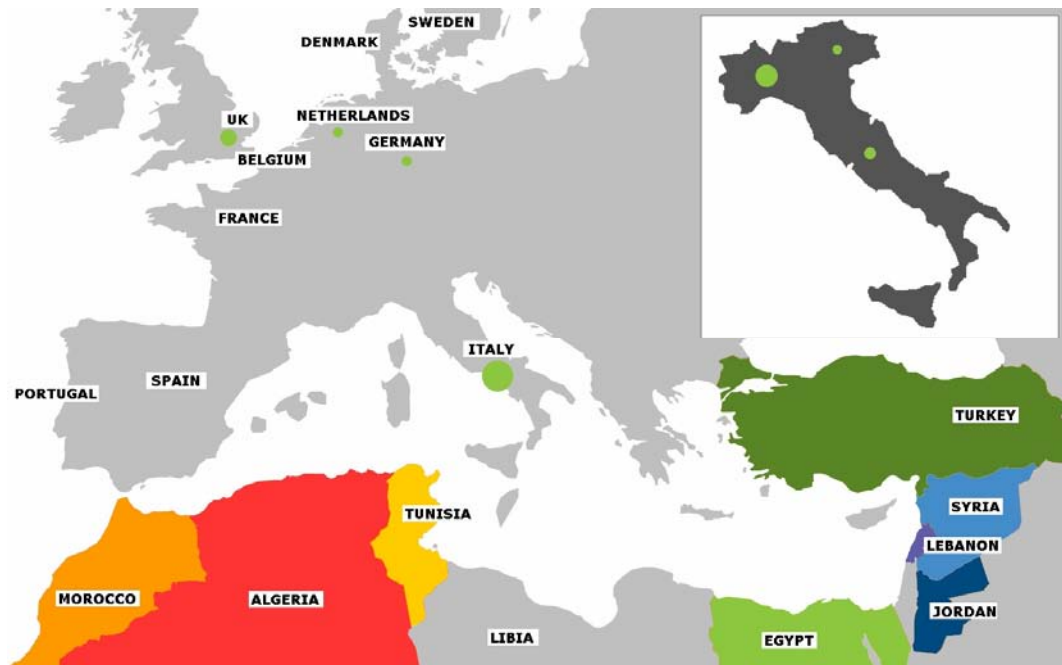 SWEDEN
DENMARK
UK
NETHERLANDS
GERMANY
BELGIUM
FRANCE
ITALY
SPAIN
PORTUGAL
TURKEY
TUNISIA
SYRIA
LEBANON
MOROCCO
ALGERIA
JORDAN
LIBIA
EGYPT